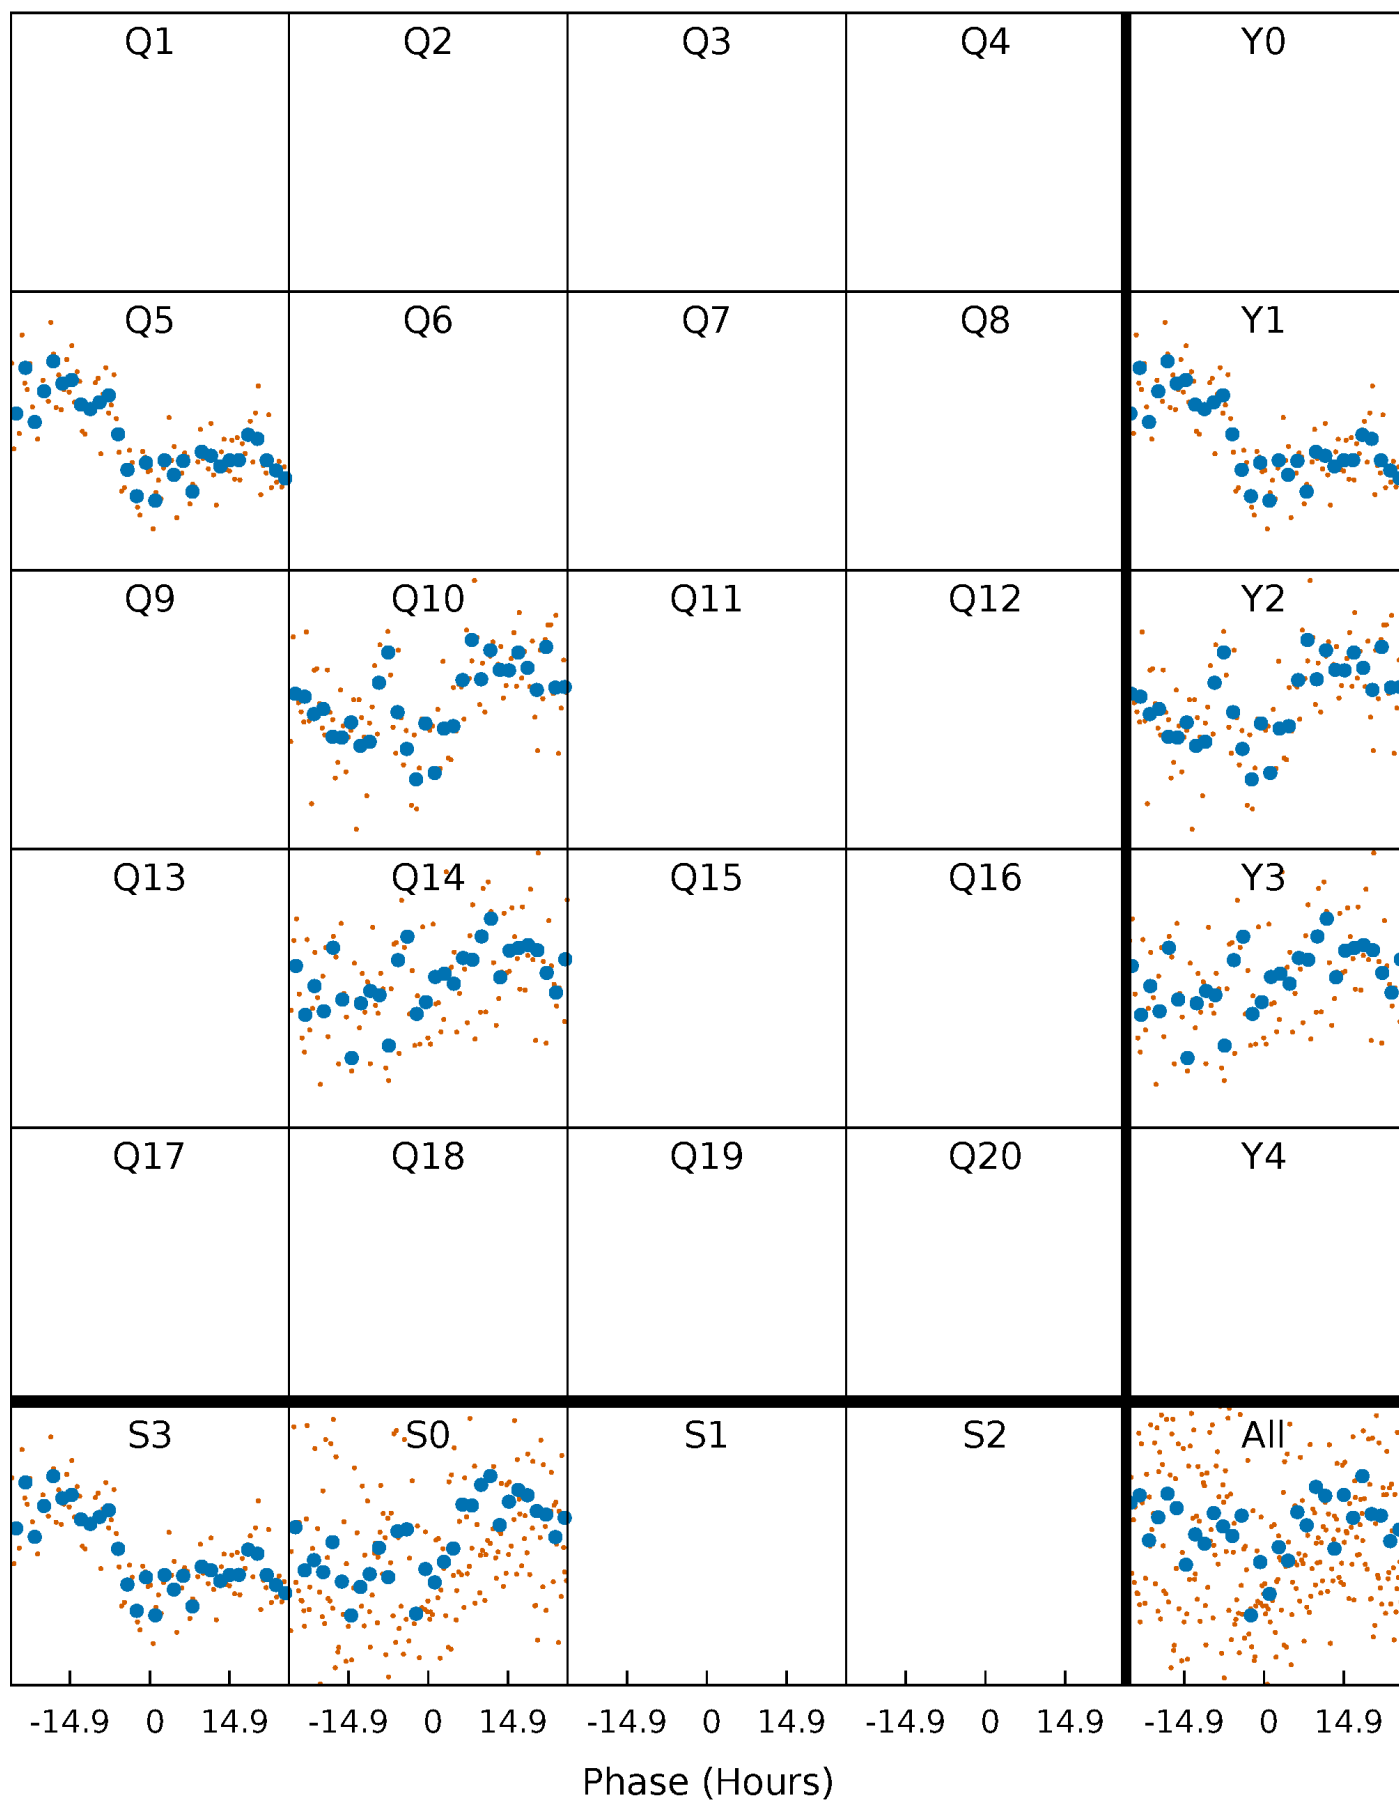 Q1 Q2 Q3 Q4 Y0
Q5 Q6 Q7 Q8 Y1
Q9 Q10 Q11 Q12 Y2
Q13 Q14 Q15 Q16 Y3
Q17 Q18 Q19 Q20 Y4
S3 S0 S1 S2 All
-14.9 0 14.9 -14.9 0 14.9 -14.9 0 14.9 -14.9 0 14.9 -14.9 0 14.9
Phase (Hours)